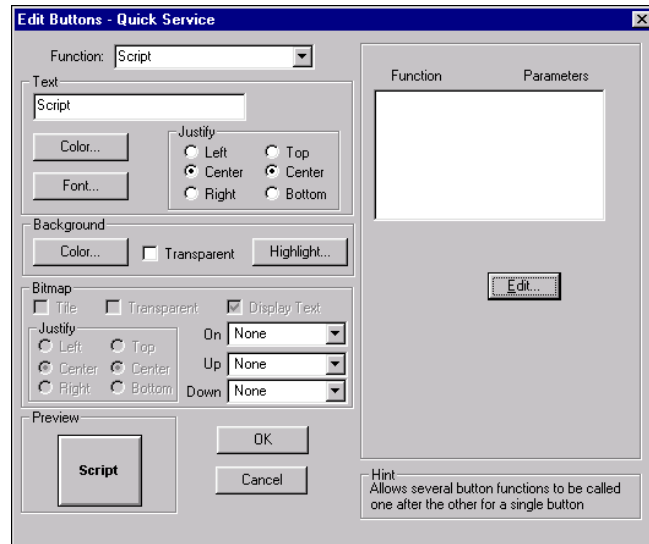 Edit Buttons - Quick Service
Function: Script
Text
Script
Color...
Font...
Justify
Left Top
Center Center
Right Bottom
Background
Color... Transparent Highlight...
Bitmap
Tile Transparent Display Text
Justify
Left Top
Center Center
Right Bottom
On None
Up None
Down None
Preview
Script
OK
Cancel
Function Parameters
Edit...
Hint
Allows several button functions to be called
one after the other for a single button